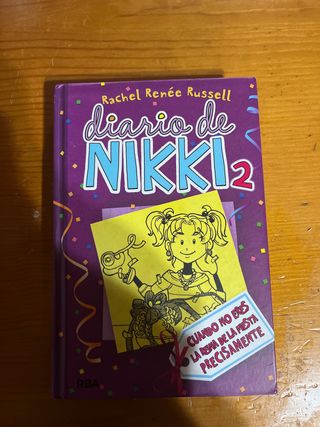 Rachel Renée Russell
diario de
NIKKI 2
CUANDO NO ERES
LA REINA DE LA FIESTA
PRECISAMENTE
RBA